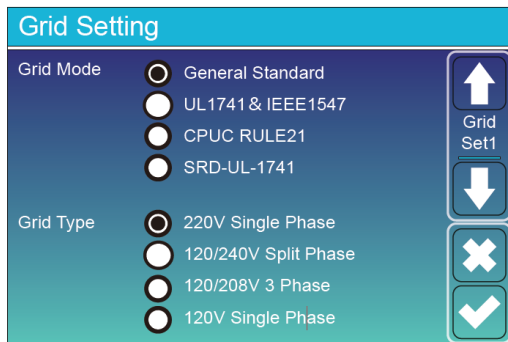 Grid Setting
Grid Mode
General Standard
UL1741 & IEEE1547
CPUC RULE21
SRD-UL-1741
Grid
Set1
Grid Type
220V Single Phase
120/240V Split Phase
120/208V 3 Phase
120V Single Phase